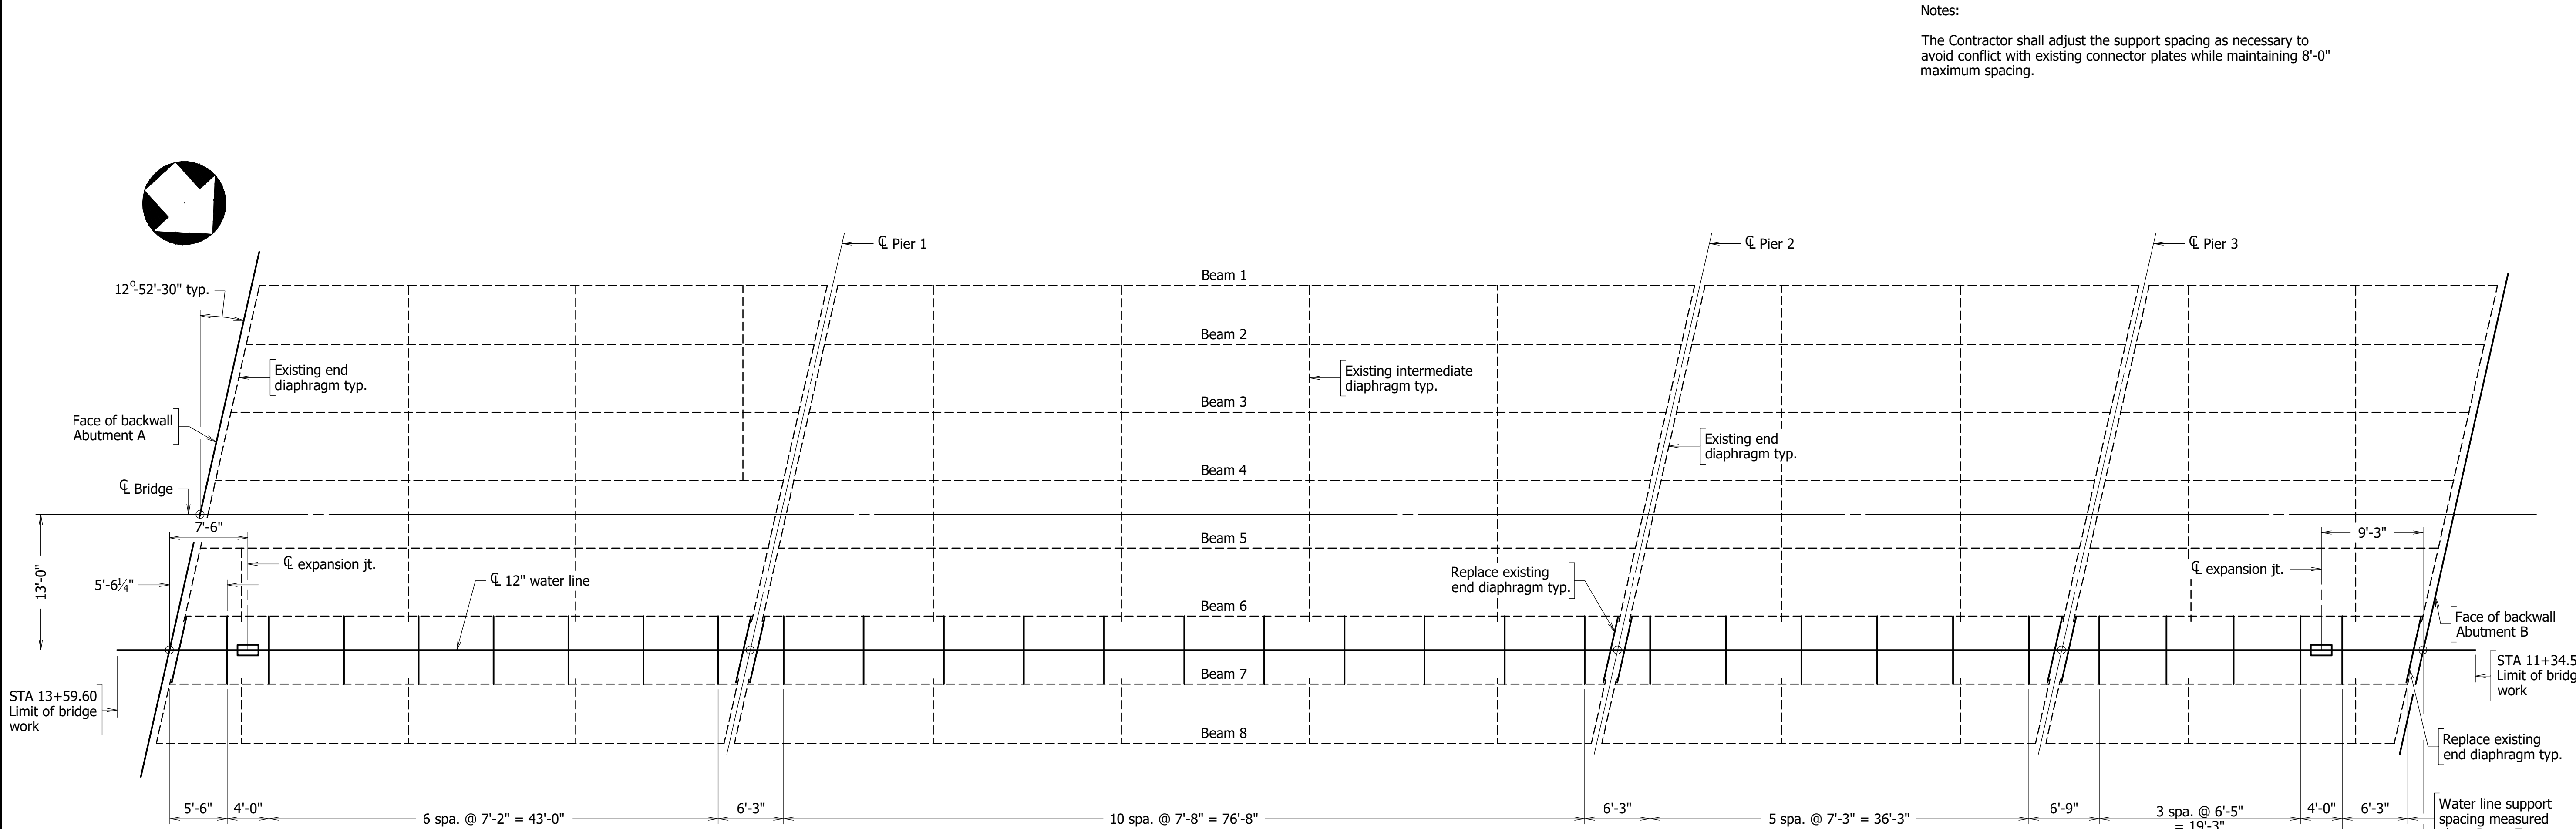 Notes:
The Contractor shall adjust the support spacing as necessary to
avoid conflict with existing connector plates while maintaining 8'-0"
maximum spacing.
℄ Pier 1
℄ Pier 2
℄ Pier 3
12°-52'-30" typ.
Beam 1
Beam 2
Existing end
diaphragm typ.
Existing intermediate
diaphragm typ.
Beam 3
Face of backwall
Abutment A
Existing end
diaphragm typ.
Beam 4
℄ Bridge
7'-6"
9'-3"
Beam 5
13'-0"
℄ expansion jt.
5'-6¼"
℄ 12" water line
Replace existing
end diaphragm typ.
℄ expansion jt.
Beam 6
Face of backwall
Abutment B
Beam 7
STA 13+59.60
Limit of bridge
work
STA 11+34.5
Limit of bridg
work
Beam 8
Replace existing
end diaphragm typ.
5'-6"
4'-0"
6 spa. @ 7'-2" = 43'-0"
6'-3"
10 spa. @ 7'-8" = 76'-8"
6'-3"
5 spa. @ 7'-3" = 36'-3"
6'-9"
3 spa. @ 6'-5"
= 19'-3"
4'-0"
6'-3"
Water line support
spacing measured